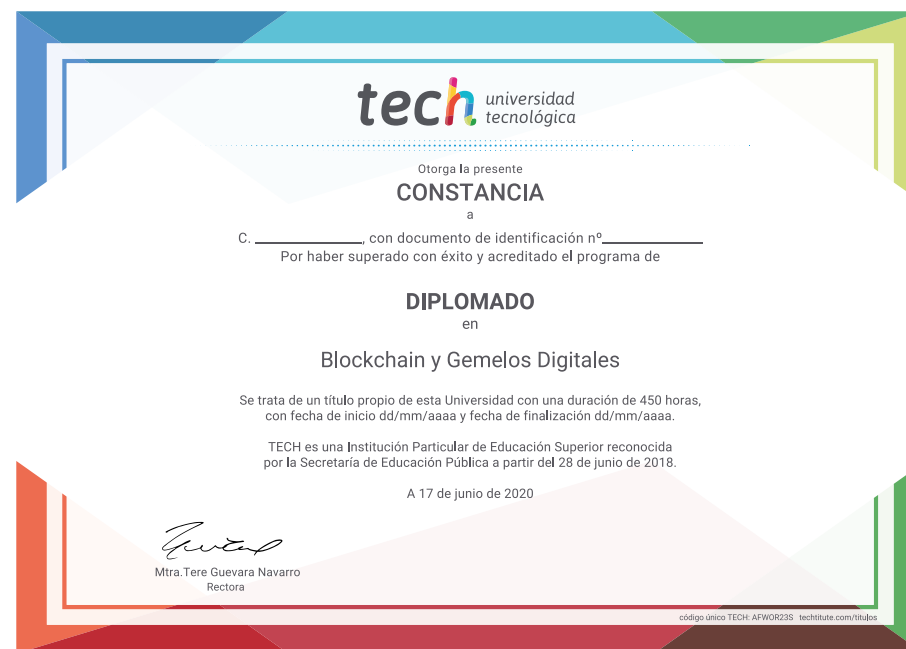 tech universidad
tecnológica
Otorga la presente
CONSTANCIA
a
C. ______________, con documento de identificación nº_____________
Por haber superado con éxito y acreditado el programa de
DIPLOMADO
en
Blockchain y Gemelos Digitales
Se trata de un título propio de esta Universidad con una duración de 450 horas,
con fecha de inicio dd/mm/aaaa y fecha de finalización dd/mm/aaaa.
TECH es una Institución Particular de Educación Superior reconocida
por la Secretaría de Educación Pública a partir del 28 de junio de 2018.
A 17 de junio de 2020
Mtra.Tere Guevara Navarro
Rectora
código único TECH: AFWOR23S techtitute.com/titulos